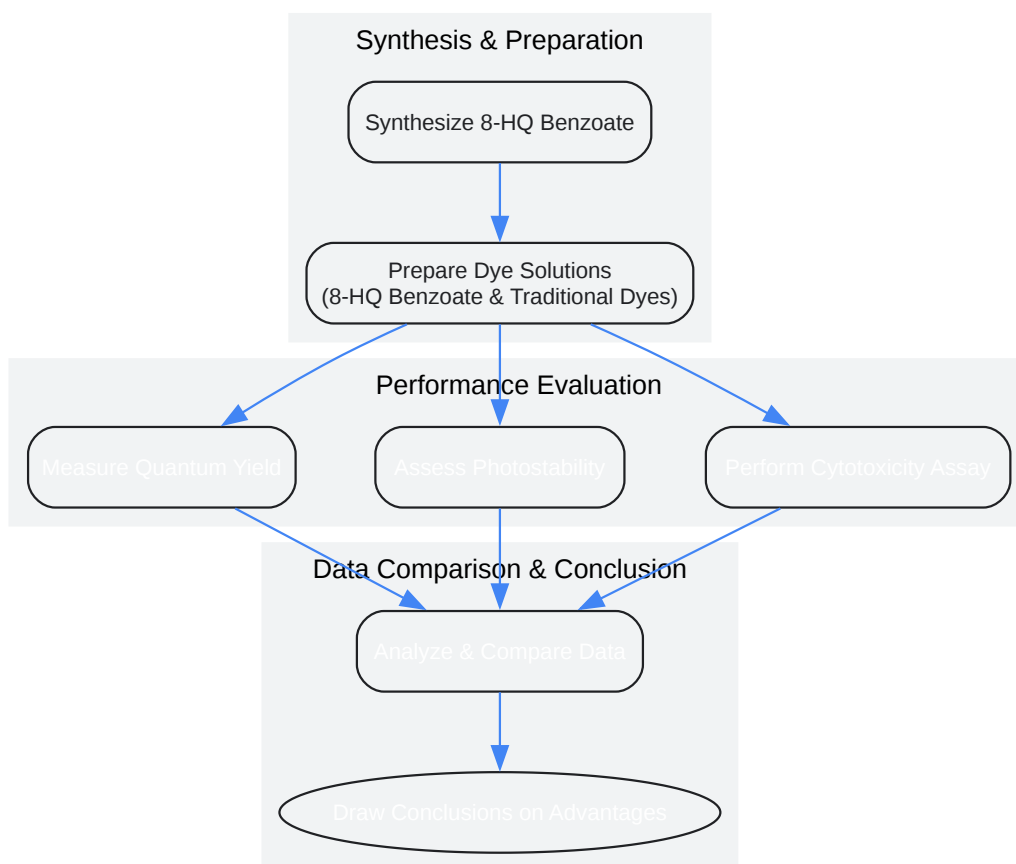 Synthesis & Preparation
Synthesize 8-HQ Benzoate
Prepare Dye Solutions
(8-HQ Benzoate & Traditional Dyes)
Performance Evaluation
Measure Quantum Yield
Assess Photostability
Perform Cytotoxicity Assay
Data Comparison & Conclusion
Analyze & Compare Data
Draw Conclusions on Advantages